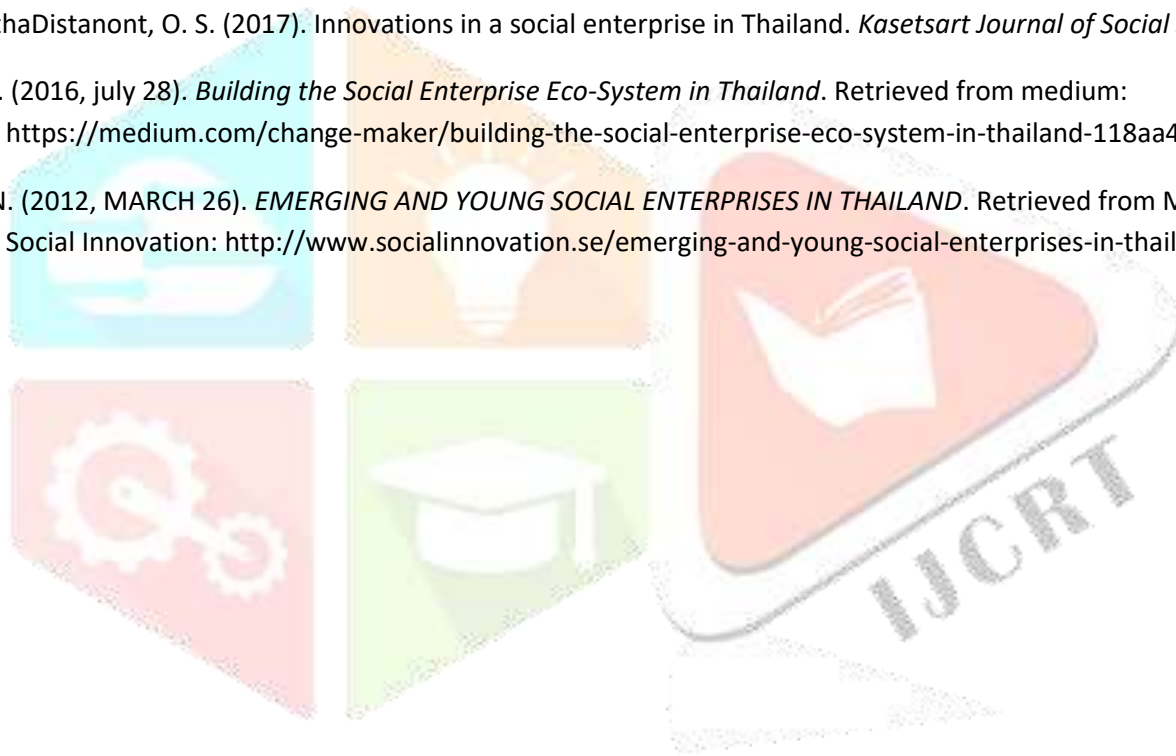 thaDistanont, O. S. (2017). Innovations in a social enterprise in Thailand. Kasetsart Journal of Social
. (2016, july 28). Building the Social Enterprise Eco-System in Thailand. Retrieved from medium:
https://medium.com/change-maker/building-the-social-enterprise-eco-system-in-thailand-118aa4
N. (2012, MARCH 26). EMERGING AND YOUNG SOCIAL ENTERPRISES IN THAILAND. Retrieved from M
Social Innovation: http://www.socialinnovation.se/emerging-and-young-social-enterprises-in-thail
IJCRT